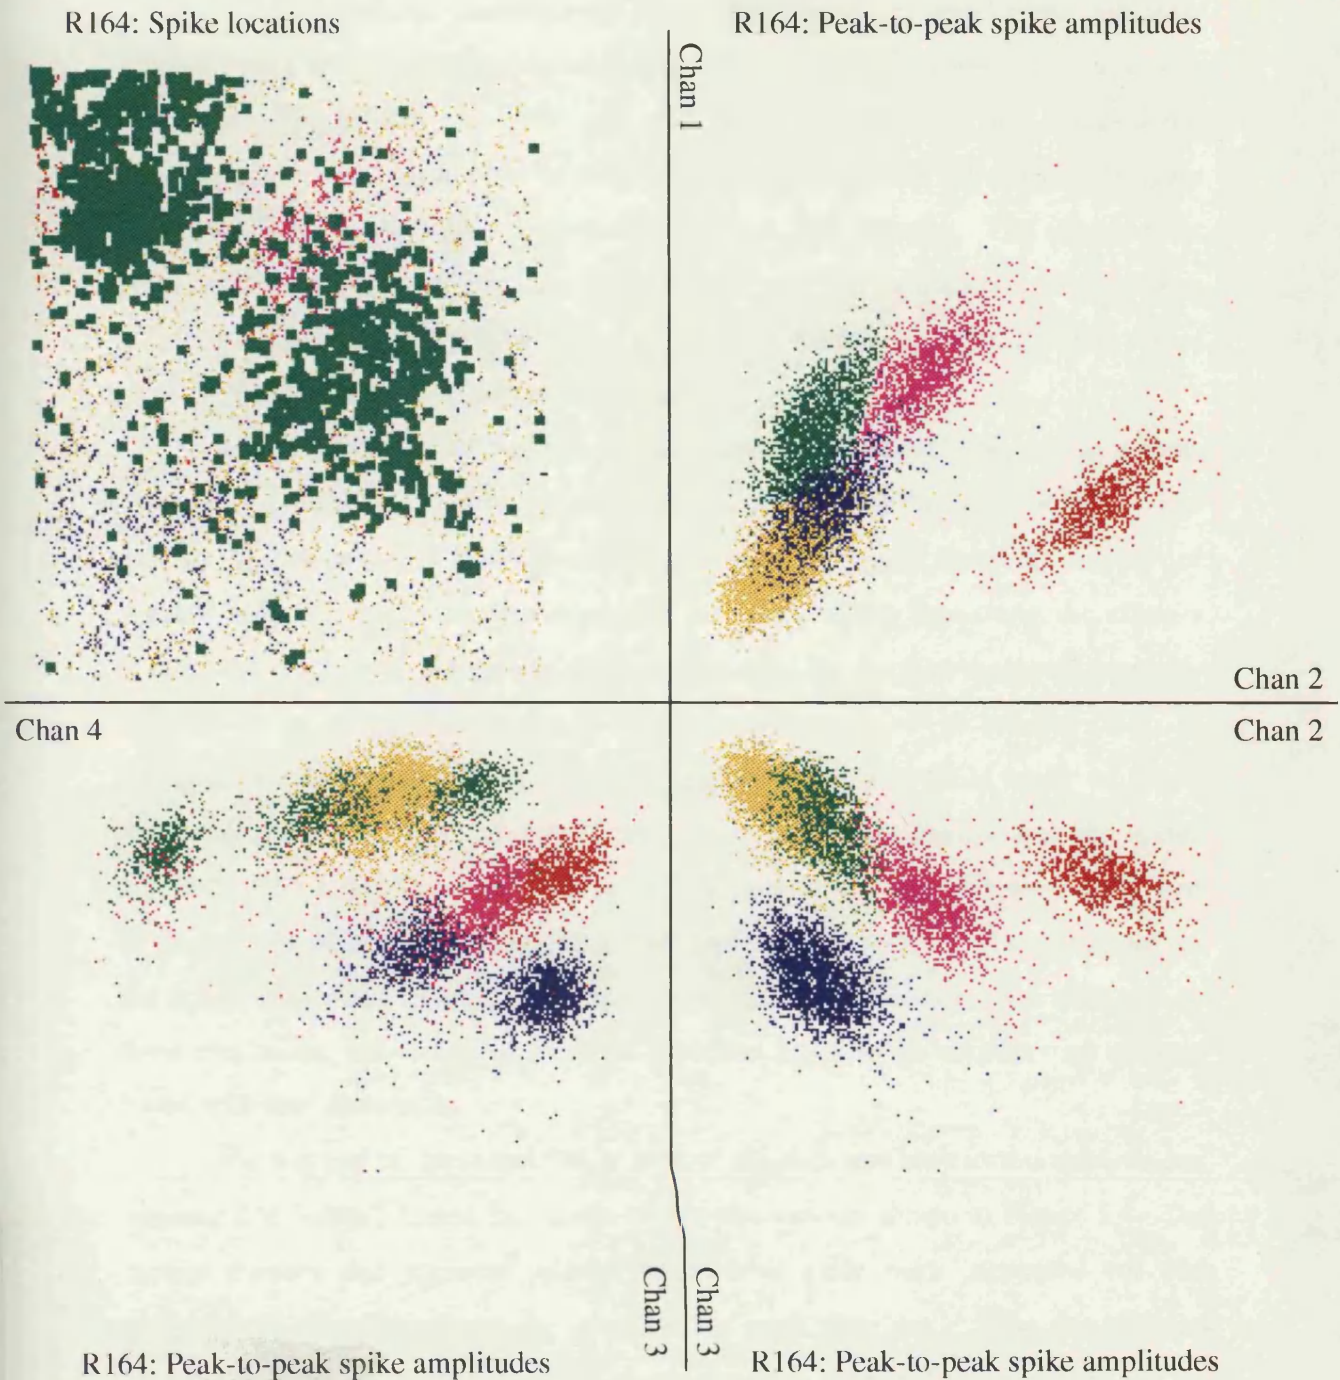 R164: Spike locations
R164: Peak-to-peak spike amplitudes
Chan 1
Chan 2
Chan 4
Chan 2
Chan 3
Chan 3
R164: Peak-to-peak spike amplitudes
R164: Peak-to-peak spike amplitudes